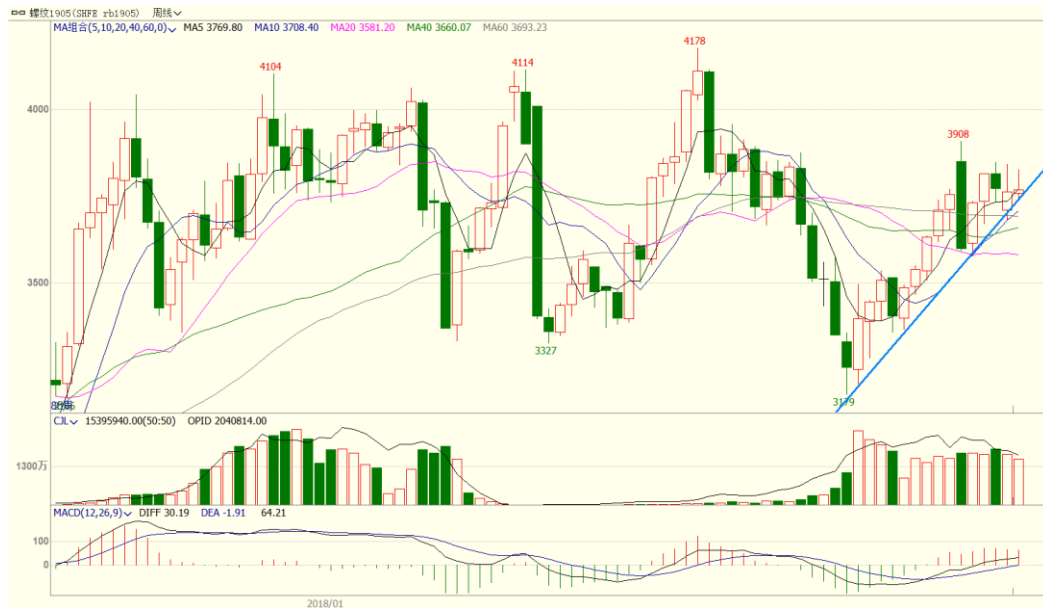 螺纹1905(SHFE rb1905) 周线
MA组合(5,10,20,40,60,0) MA5 3769.80 MA10 3708.40 MA20 3581.20 MA40 3660.07 MA60 3693.23
4178
4104
4114
4000
3908
3500
3327
3179
CJL 15395940.00(50:50) OPID 2040814.00
1300万
MACD(12,26,9) DIFF 30.19 DEA -1.91 64.21
100
0
2018/01